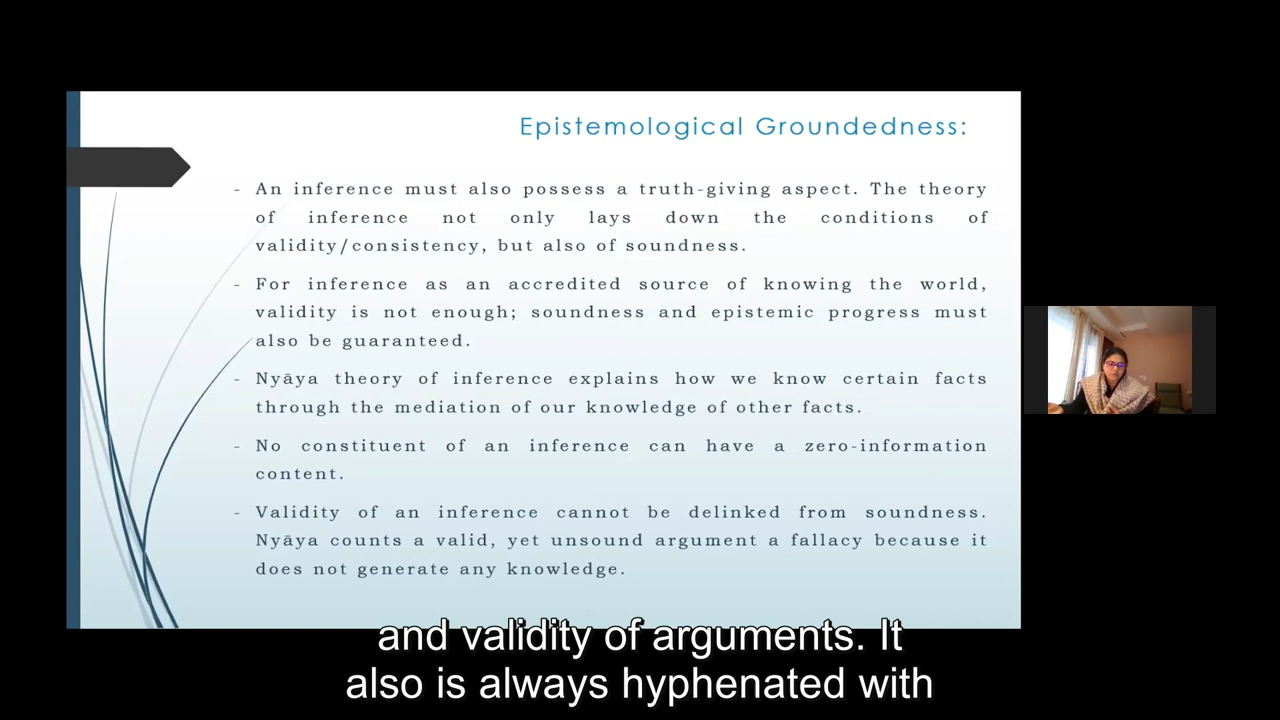 Epistemological Groundedness:
- An inference must also possess a truth-giving aspect. The theory
of inference not only lays down the conditions of
validity/consistency, but also of soundness.
- For inference as an accredited source of knowing the world,
validity is not enough; soundness and epistemic progress must
also be guaranteed.
- Nyāya theory of inference explains how we know certain facts
through the mediation of our knowledge of other facts.
- No constituent of an inference can have a zero-information
content.
- Validity of an inference cannot be delinked from soundness.
Nyāya counts a valid, yet unsound argument a fallacy because it
does not generate any knowledge.
and validity of arguments. It
also is always hyphenated with